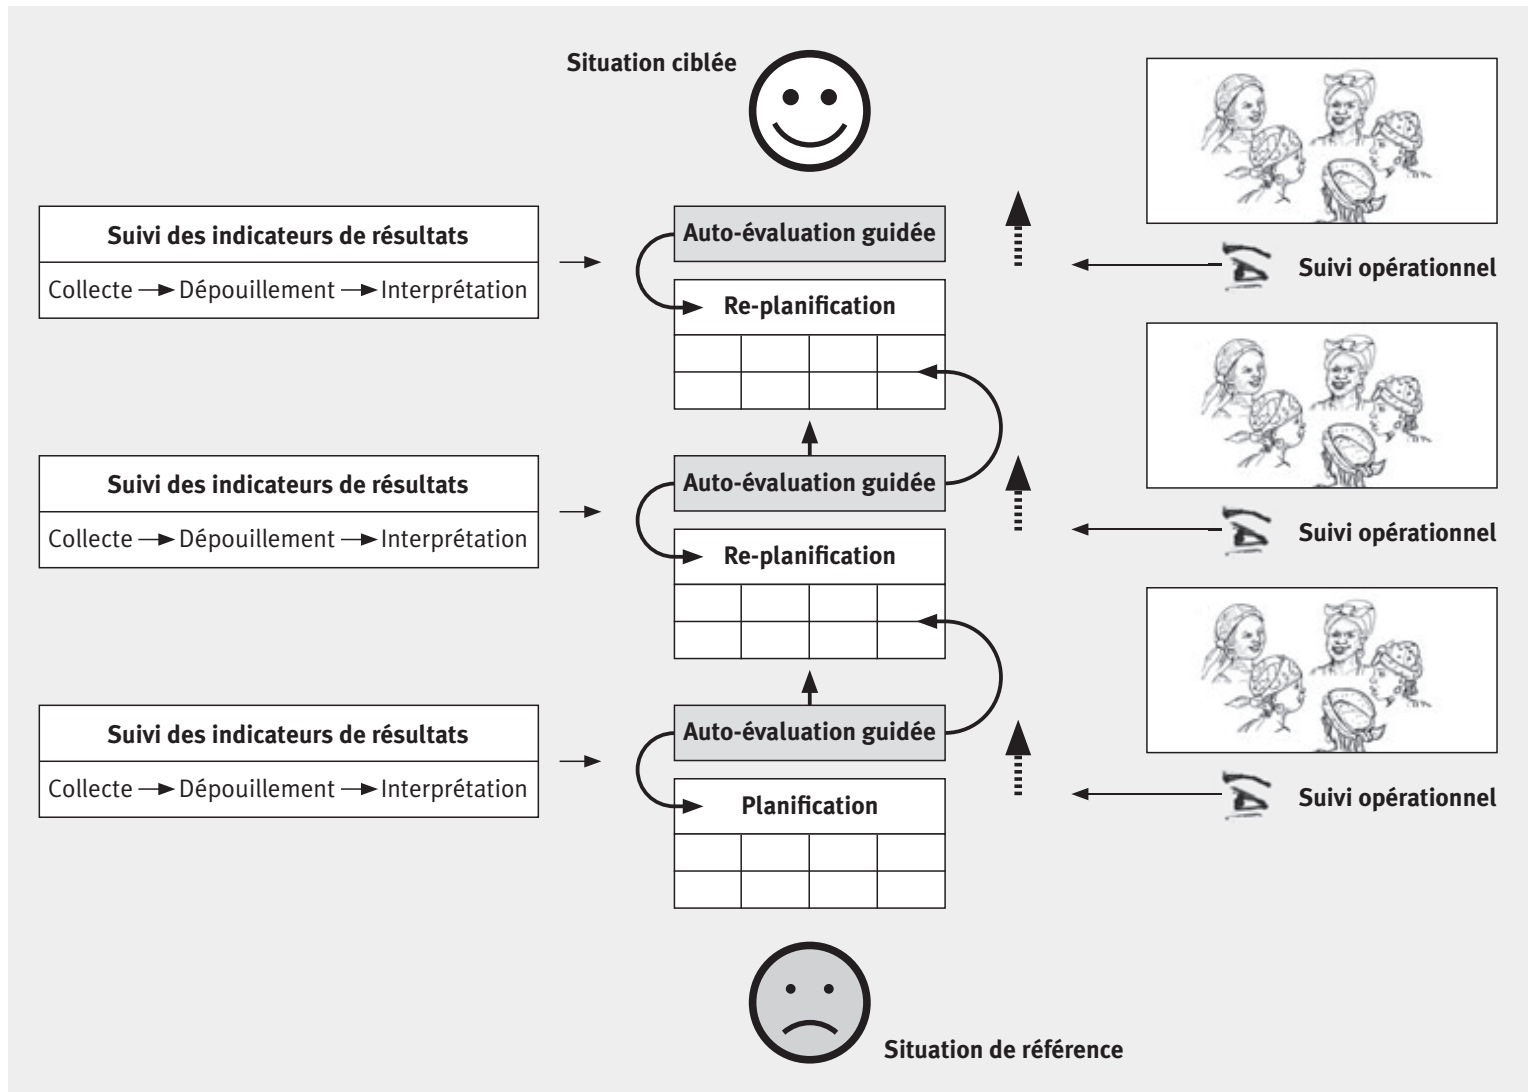 Situation ciblée
Suivi des indicateurs de résultats
Collecte → Dépouillement → Interprétation
Auto-évaluation guidée
Re-planification
Suivi opérationnel
Suivi des indicateurs de résultats
Collecte → Dépouillement → Interprétation
Auto-évaluation guidée
Re-planification
Suivi opérationnel
Suivi des indicateurs de résultats
Collecte → Dépouillement → Interprétation
Auto-évaluation guidée
Planification
Suivi opérationnel
Situation de référence